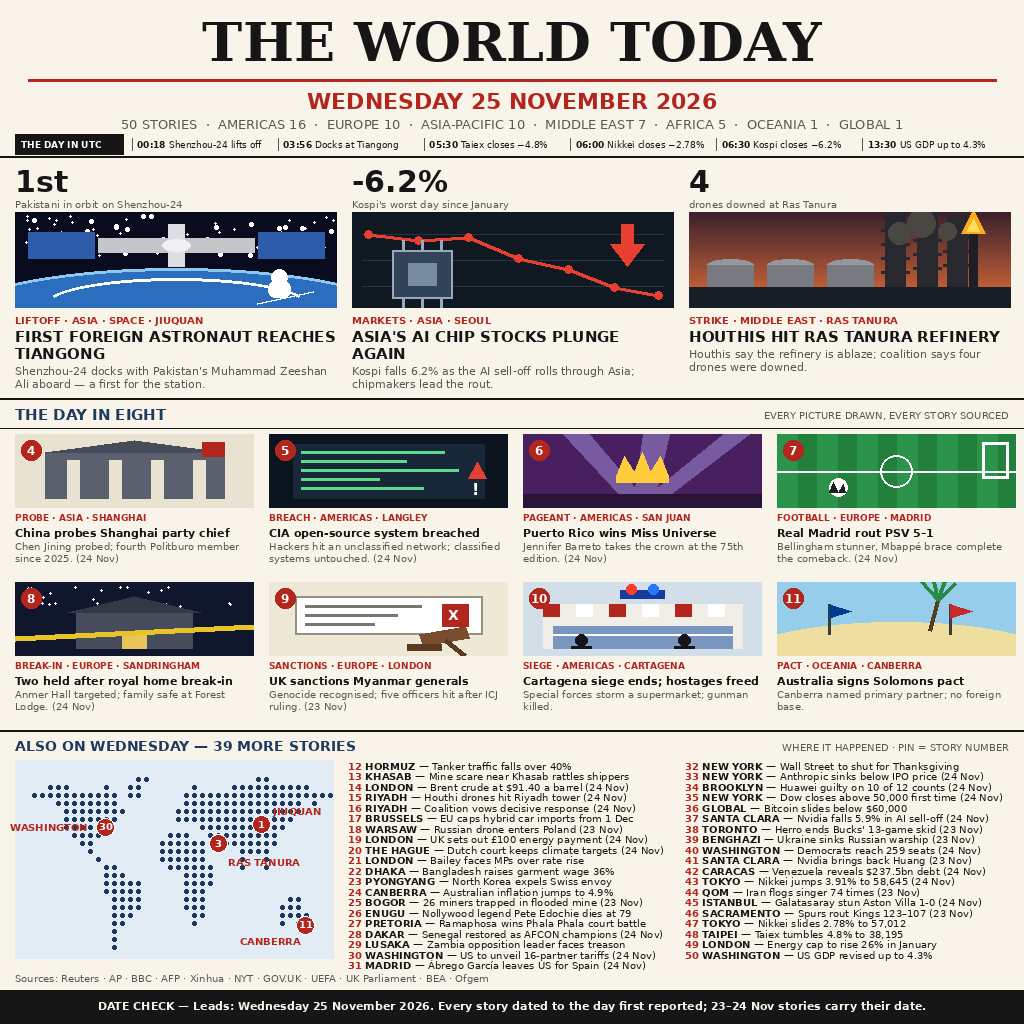 THE WORLD TODAY
WEDNESDAY 25 NOVEMBER 2026
50 STORIES · AMERICAS 16 · EUROPE 10 · ASIA-PACIFIC 10 · MIDDLE EAST 7 · AFRICA 5 · OCEANIA 1 · GLOBAL 1
THE DAY IN UTC
00:18 Shenzhou-24 lifts off
03:56 Docks at Tiangong
05:30 Taiex closes −4.8%
06:00 Nikkei closes −2.78%
06:30 Kospi closes −6.2%
13:30 US GDP up to 4.3%
1st
Pakistani in orbit on Shenzhou-24
LIFTOFF · ASIA · SPACE · JIUQUAN
FIRST FOREIGN ASTRONAUT REACHES
TIANGONG
Shenzhou-24 docks with Pakistan's Muhammad Zeeshan
Ali aboard — a first for the station.
-6.2%
Kospi's worst day since January
MARKETS · ASIA · SEOUL
ASIA'S AI CHIP STOCKS PLUNGE
AGAIN
Kospi falls 6.2% as the AI sell-off rolls through Asia;
chipmakers lead the rout.
4
drones downed at Ras Tanura
STRIKE · MIDDLE EAST · RAS TANURA
HOUTHIS HIT RAS TANURA REFINERY
Houthis say the refinery is ablaze; coalition says four
drones were downed.
THE DAY IN EIGHT
EVERY PICTURE DRAWN, EVERY STORY SOURCED
4
PROBE · ASIA · SHANGHAI
China probes Shanghai party chief
Chen Jining probed; fourth Politburo member
since 2025. (24 Nov)
5
!
BREACH · AMERICAS · LANGLEY
CIA open-source system breached
Hackers hit an unclassified network; classified
systems untouched. (24 Nov)
6
PAGEANT · AMERICAS · SAN JUAN
Puerto Rico wins Miss Universe
Jennifer Barreto takes the crown at the 75th
edition. (24 Nov)
7
FOOTBALL · EUROPE · MADRID
Real Madrid rout PSV 5–1
Bellingham stunner, Mbappé brace complete
the comeback. (24 Nov)
8
BREAK-IN · EUROPE · SANDRINGHAM
Two held after royal home break-in
Anmer Hall targeted; family safe at Forest
Lodge. (24 Nov)
9
X
SANCTIONS · EUROPE · LONDON
UK sanctions Myanmar generals
Genocide recognised; five officers hit after ICJ
ruling. (23 Nov)
10
SIEGE · AMERICAS · CARTAGENA
Cartagena siege ends; hostages freed
Special forces storm a supermarket; gunman
killed.
11
PACT · OCEANIA · CANBERRA
Australia signs Solomons pact
Canberra named primary partner; no foreign
base.
ALSO ON WEDNESDAY — 39 MORE STORIES
WHERE IT HAPPENED · PIN = STORY NUMBER
WASHINGTON
30
JIUQUAN
1
3
RAS TANURA
11
CANBERRA
12 HORMUZ — Tanker traffic falls over 40%
13 KHASAB — Mine scare near Khasab rattles shippers
14 LONDON — Brent crude at $91.40 a barrel (24 Nov)
15 RIYADH — Houthi drones hit Riyadh tower (24 Nov)
16 RIYADH — Coalition vows decisive response (24 Nov)
17 BRUSSELS — EU caps hybrid car imports from 1 Dec
18 WARSAW — Russian drone enters Poland (23 Nov)
19 LONDON — UK sets out £100 energy payment (24 Nov)
20 THE HAGUE — Dutch court keeps climate targets (24 Nov)
21 LONDON — Bailey faces MPs over rate rise
22 DHAKA — Bangladesh raises garment wage 36%
23 PYONGYANG — North Korea expels Swiss envoy
24 CANBERRA — Australian inflation jumps to 4.9%
25 BOGOR — 26 miners trapped in flooded mine (23 Nov)
26 ENUGU — Nollywood legend Pete Edochie dies at 79
27 PRETORIA — Ramaphosa wins Phala Phala court battle
28 DAKAR — Senegal restored as AFCON champions (24 Nov)
29 LUSAKA — Zambia opposition leader faces treason
30 WASHINGTON — US to unveil 16-partner tariffs (24 Nov)
31 MADRID — Ábrego García leaves US for Spain (24 Nov)
32 NEW YORK — Wall Street to shut for Thanksgiving
33 NEW YORK — Anthropic sinks below IPO price (24 Nov)
34 BROOKLYN — Huawei guilty on 10 of 12 counts (24 Nov)
35 NEW YORK — Dow closes above 50,000 first time (24 Nov)
36 GLOBAL — Bitcoin slides below $60,000
37 SANTA CLARA — Nvidia falls 5.9% in AI sell-off (24 Nov)
38 TORONTO — Herro ends Bucks' 13-game skid (23 Nov)
39 BENGHAZI — Ukraine sinks Russian warship (23 Nov)
40 WASHINGTON — Democrats reach 259 seats (24 Nov)
41 SANTA CLARA — Nvidia brings back Huang (23 Nov)
42 CARACAS — Venezuela reveals $237.5bn debt (24 Nov)
43 TOKYO — Nikkei jumps 3.91% to 58,645 (24 Nov)
44 QOM — Iran flogs singer 74 times (23 Nov)
45 ISTANBUL — Galatasaray stun Aston Villa 1-0 (24 Nov)
46 SACRAMENTO — Spurs rout Kings 123–107 (23 Nov)
47 TOKYO — Nikkei slides 2.78% to 57,012
48 TAIPEI — Taiex tumbles 4.8% to 38,195
49 LONDON — Energy cap to rise 26% in January
50 WASHINGTON — US GDP revised up to 4.3%
Sources: Reuters · AP · BBC · AFP · Xinhua · NYT · GOV.UK · UEFA · UK Parliament · BEA · Ofgem
DATE CHECK — Leads: Wednesday 25 November 2026. Every story dated to the day first reported; 23–24 Nov stories carry their date.